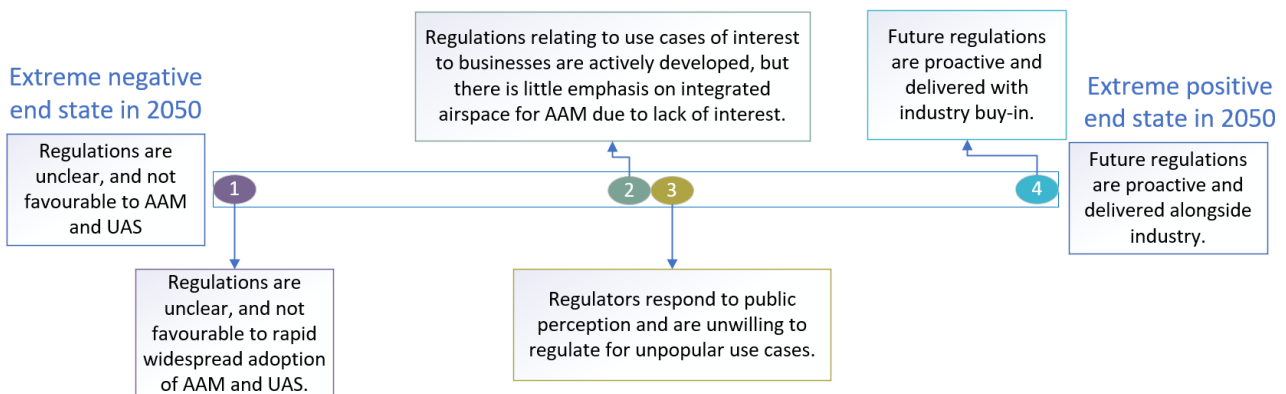 Extreme negative
end state in 2050
Regulations are
unclear, and not
favourable to AAM
and UAS
Regulations relating to use cases of interest
to businesses are actively developed, but
there is little emphasis on integrated
airspace for AAM due to lack of interest.
Future regulations
are proactive and
delivered with
industry buy-in.
Extreme positive
end state in 2050
Future regulations
are proactive and
delivered alongside
industry.
1
2
3
4
Regulations are
unclear, and not
favourable to rapid
widespread adoption
of AAM and UAS.
Regulators respond to public
perception and are unwilling to
regulate for unpopular use cases.